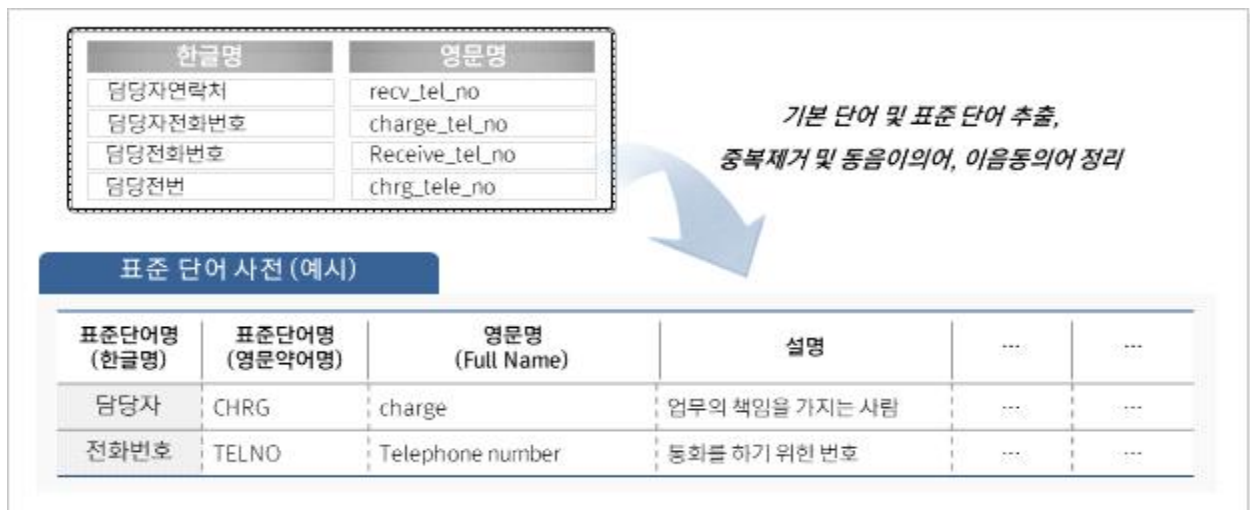 한글명 영문명
담당자연락처 recv_tel_no
담당자전화번호 charge_tel_no
담당전화번호 Receive_tel_no
담당전번 chrg_tele_no
기본 단어 및 표준 단어 추출,
중복제거 및 동음이의어, 이음동의어 정리
표준 단어 사전 (예시)
표준단어명 표준단어명 영문명 설명 ... ...
(한글명) (영문약어명) (Full Name)
담당자 CHRG charge 업무의 책임을 가지는 사람 ... ...
전화번호 TELNO Telephone number 통화를 하기 위한 번호 ... ...